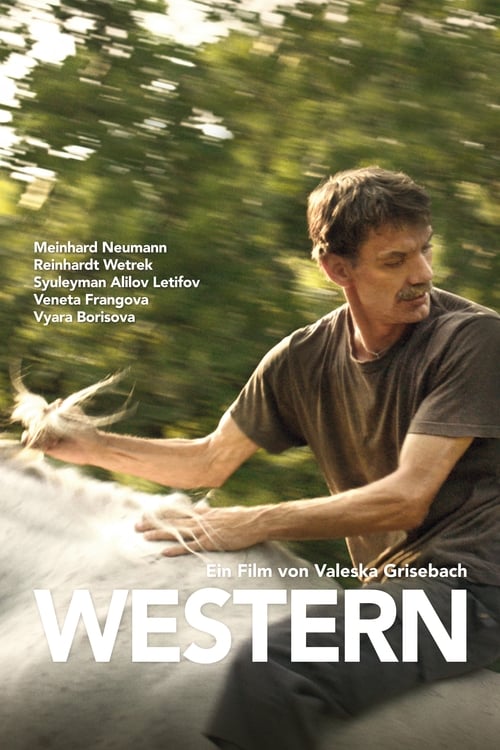 Meinhard Neumann
Reinhardt Wetrek
Syuleyman Alilov Letifov
Veneta Frangova
Vyara Borisova
Ein Film von Valeska Grisebach
WESTERN